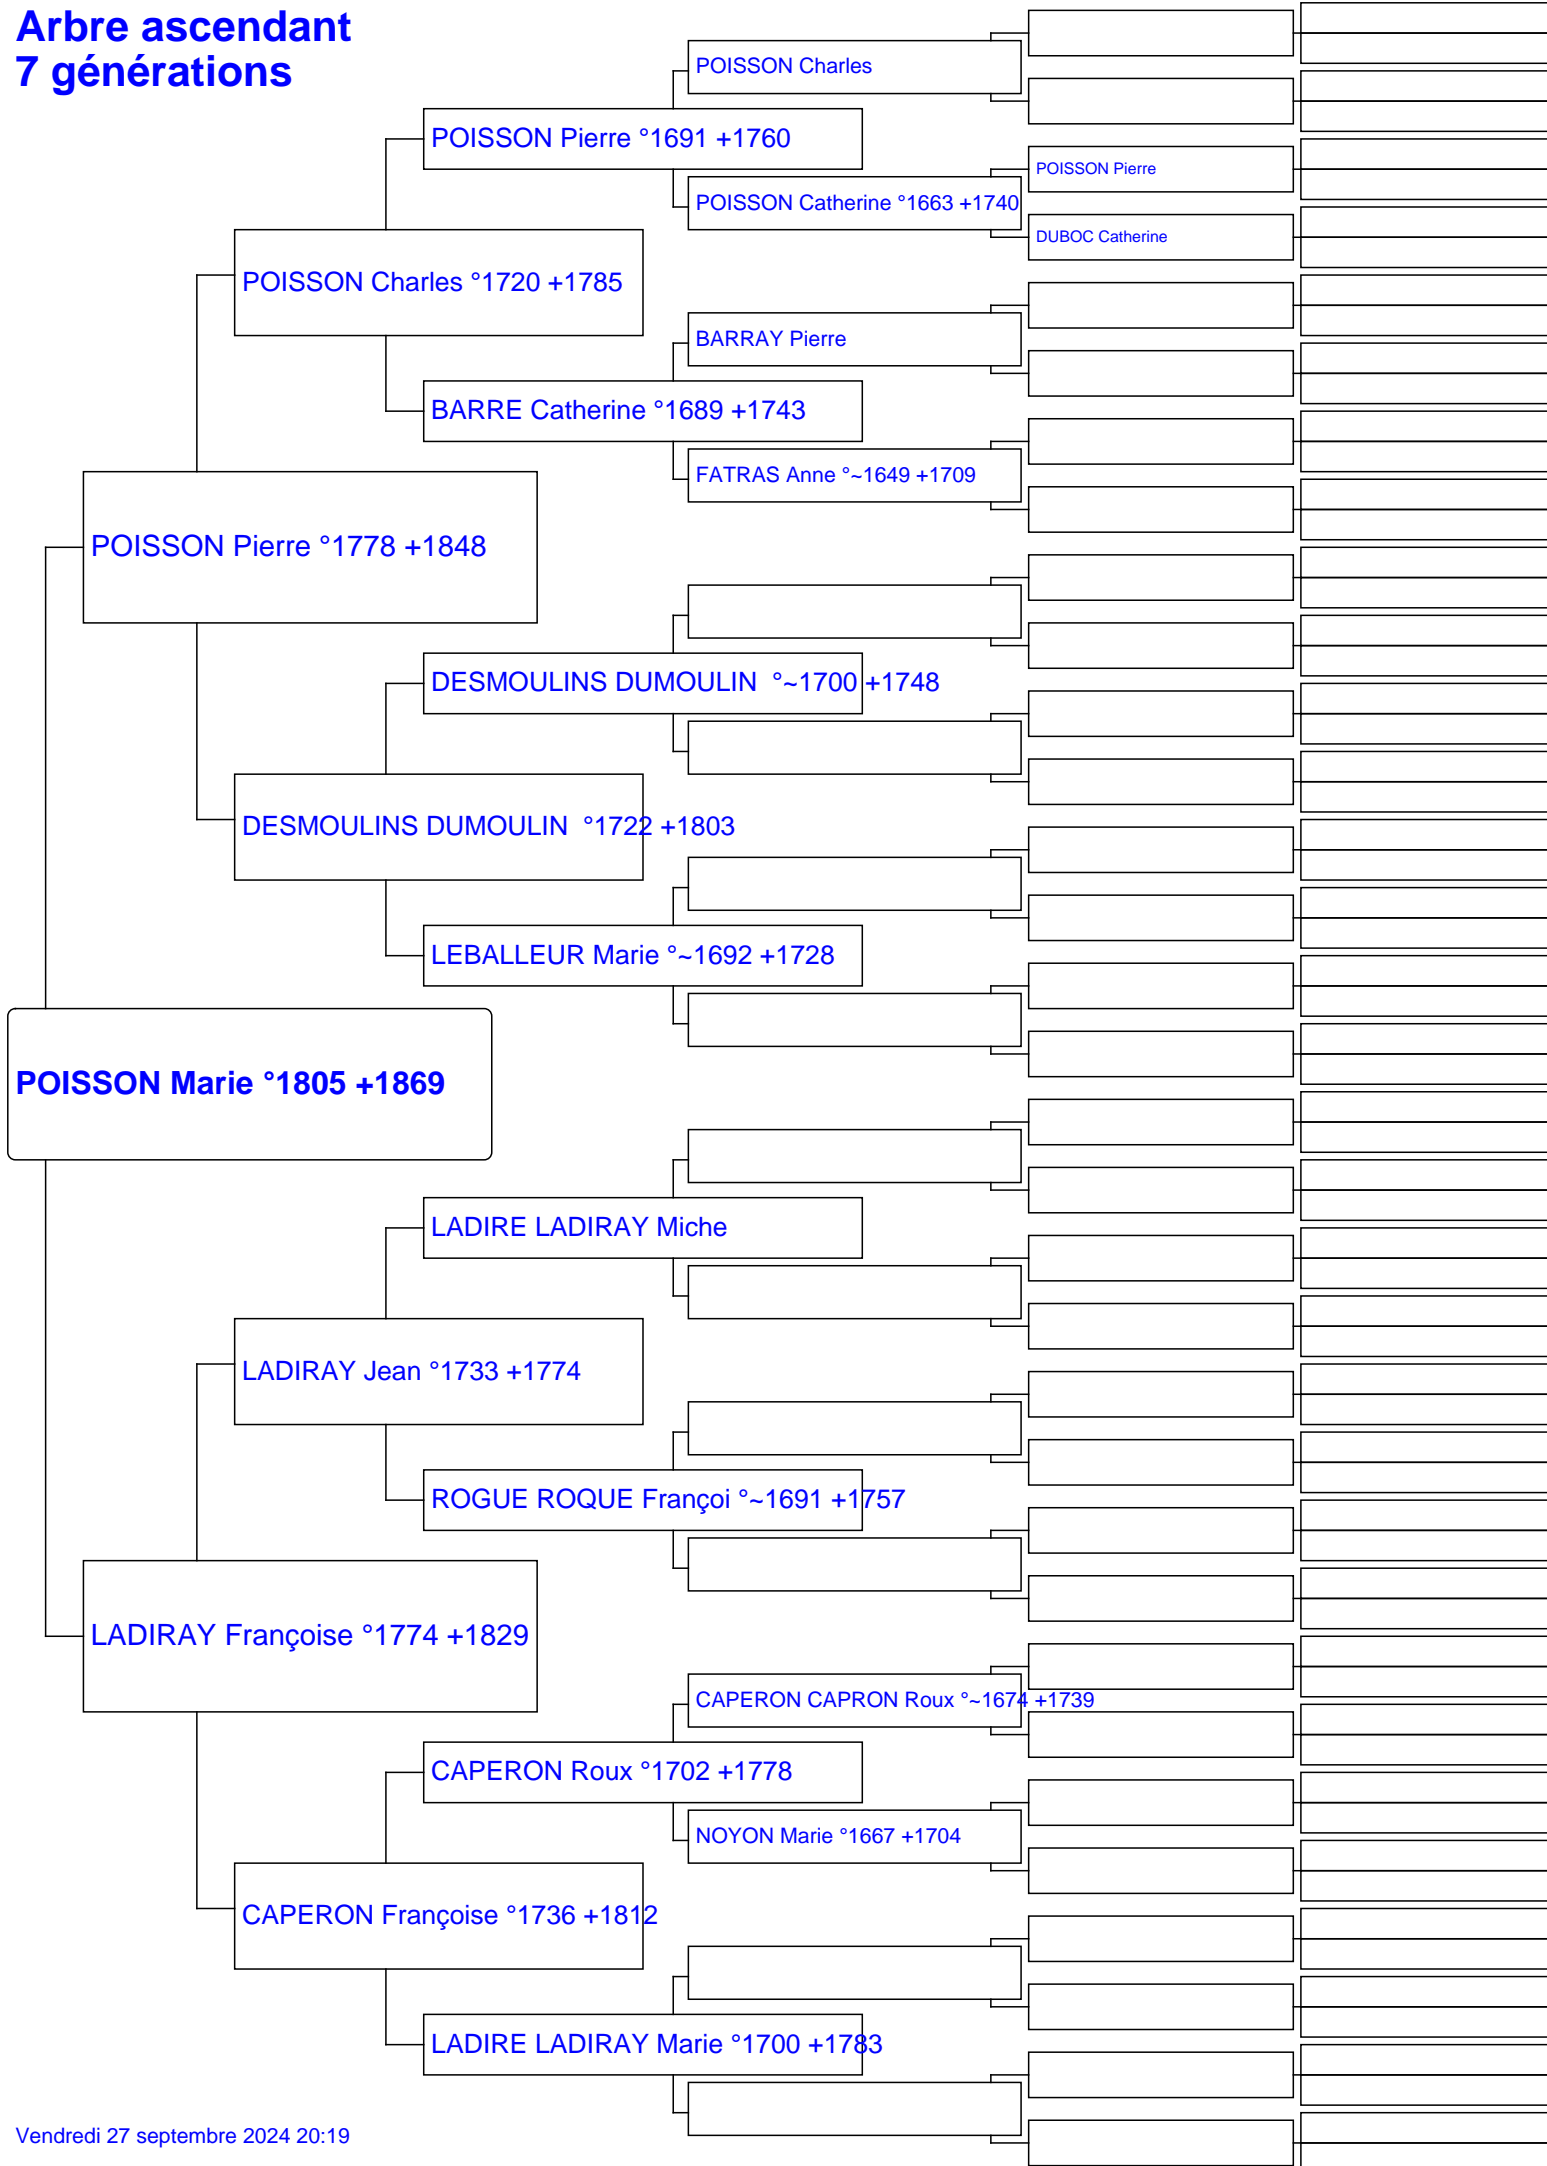 Arbre ascendant
7 générations
POISSON Charles
POISSON Pierre °1691 +1760
POISSON Pierre
POISSON Catherine °1663 +1740
DUBOC Catherine
POISSON Charles °1720 +1785
BARRAY Pierre
BARRE Catherine °1689 +1743
FATRAS Anne °~1649 +1709
POISSON Pierre °1778 +1848
DESMOULINS DUMOULIN °~1700 +1748
DESMOULINS DUMOULIN °1722 +1803
LEBALLEUR Marie °~1692 +1728
POISSON Marie °1805 +1869
LADIRE LADIRAY Miche
LADIRAY Jean °1733 +1774
ROGUE ROQUE Françoi °~1691 +1757
LADIRAY Françoise °1774 +1829
CAPERON CAPRON Roux °~1674 +1739
CAPERON Roux °1702 +1778
NOYON Marie °1667 +1704
CAPERON Françoise °1736 +1812
LADIRE LADIRAY Marie °1700 +1783
Vendredi 27 septembre 2024 20:19